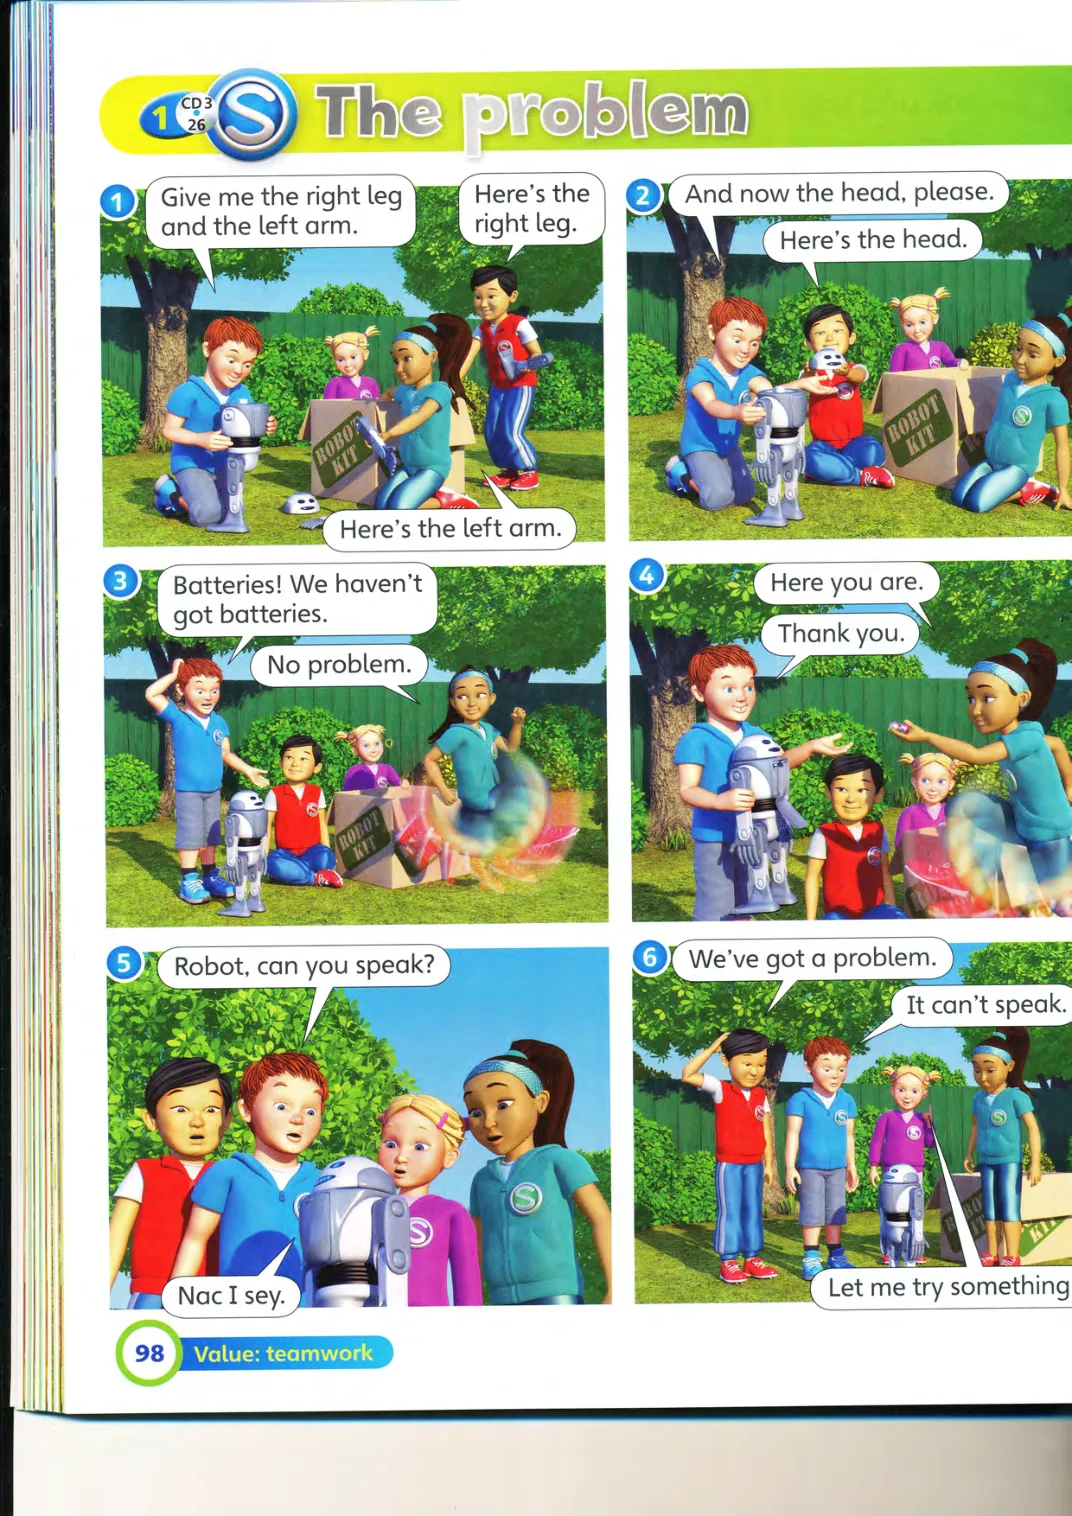 1
CD 3
26
S
The problem
1
Give me the right leg
and the left arm.
Here's the
right leg.
ROBOT
KIT
Here's the left arm.
2
And now the head, please.
Here's the head.
ROBOT
KIT
3
Batteries! We haven't
got batteries.
No problem.
ROBOT
KIT
4
Here you are.
Thank you.
5
Robot, can you speak?
S
S
Nac I sey.
6
We've got a problem.
It can't speak.
S
S
S
S
KIT
Let me try something
98
Value: teamwork